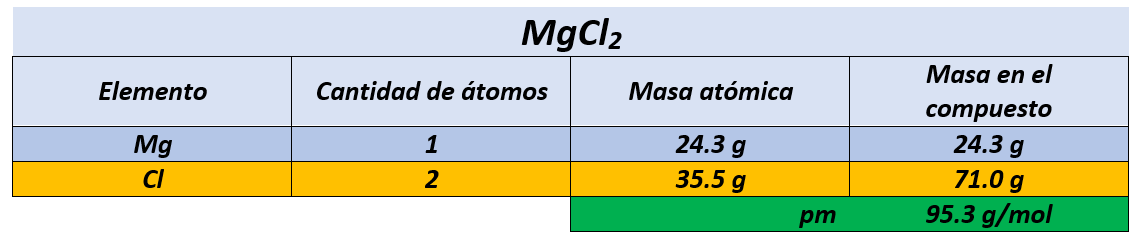 MgCl₂
Elemento Cantidad de átomos Masa atómica Masa en el compuesto
Mg 1 24.3 g 24.3 g
Cl 2 35.5 g 71.0 g
pm 95.3 g/mol